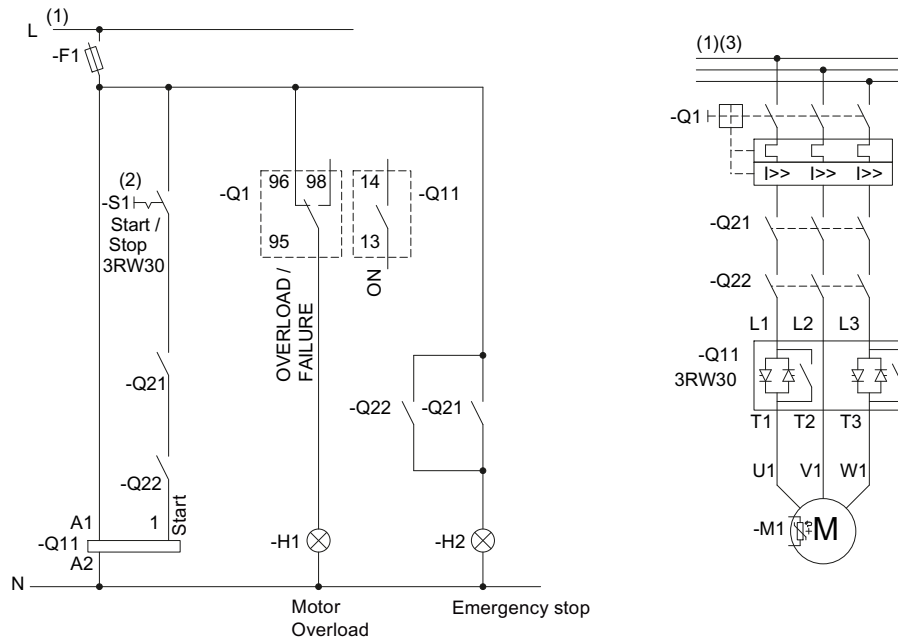 L (1)
-F1
(2)
-S1
Start /
Stop
3RW30
-Q21
-Q22
A1 1 Start
-Q11
A2
N
-Q1 96 98
95
OVERLOAD /
FAILURE
14 -Q11
13
ON
-Q22 -Q21
-H1
-H2
Motor
Overload
Emergency stop
(1)(3)
-Q1
I>> I>> I>>
-Q21
-Q22
L1 L2 L3
-Q11
3RW30
T1 T2 T3
U1 V1 W1
-M1 M